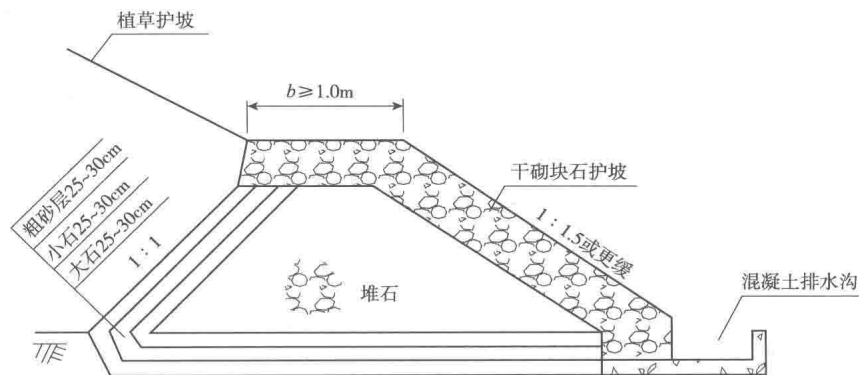 植草护坡
b≥1.0m
粗砂层25~30cm
小石25~30cm
大石25~30cm
1:1
干砌块石护坡
1:1.5或更缓
堆石
混凝土排水沟